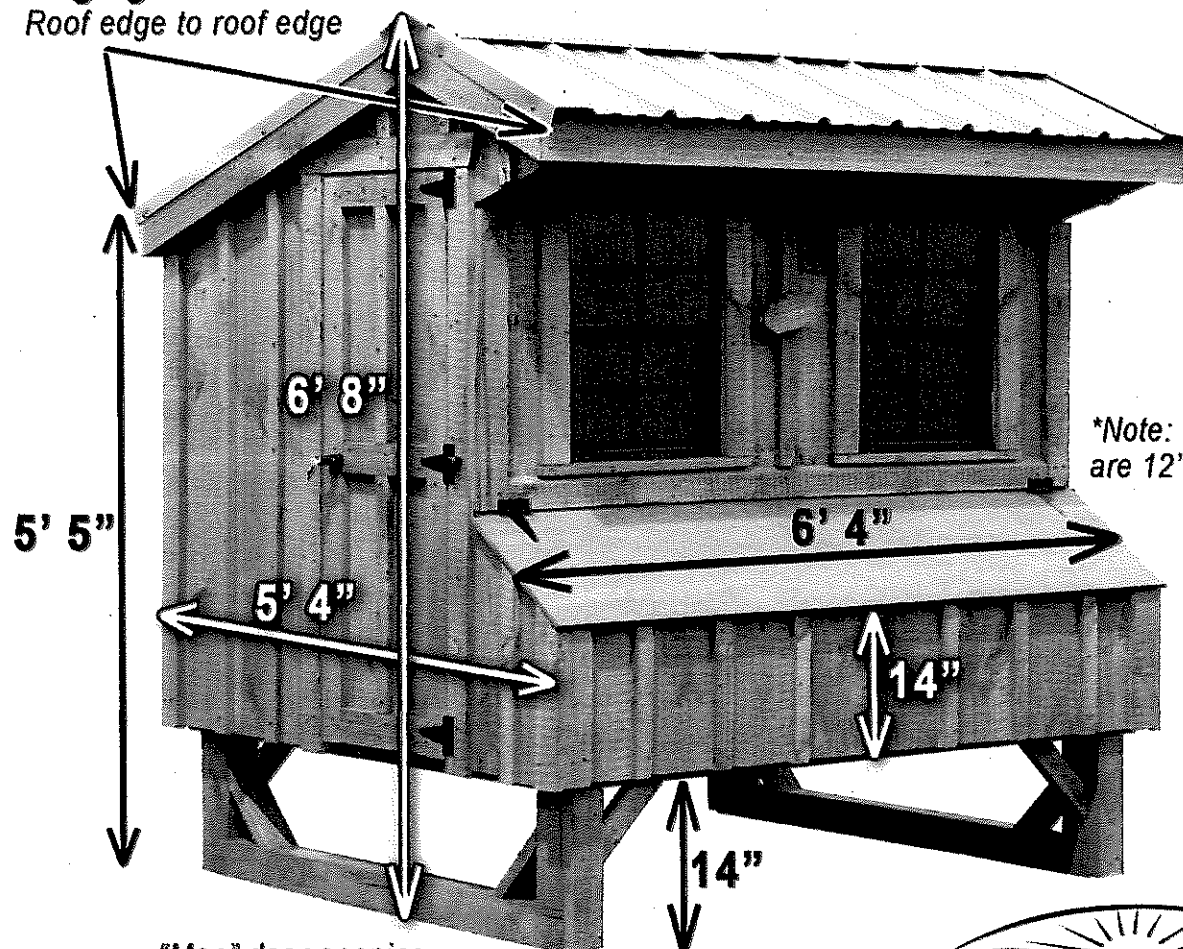 Roof edge to roof edge
6' 8"
*Note:
are 12"
5' 5"
6' 4"
5' 4"
14"
14"